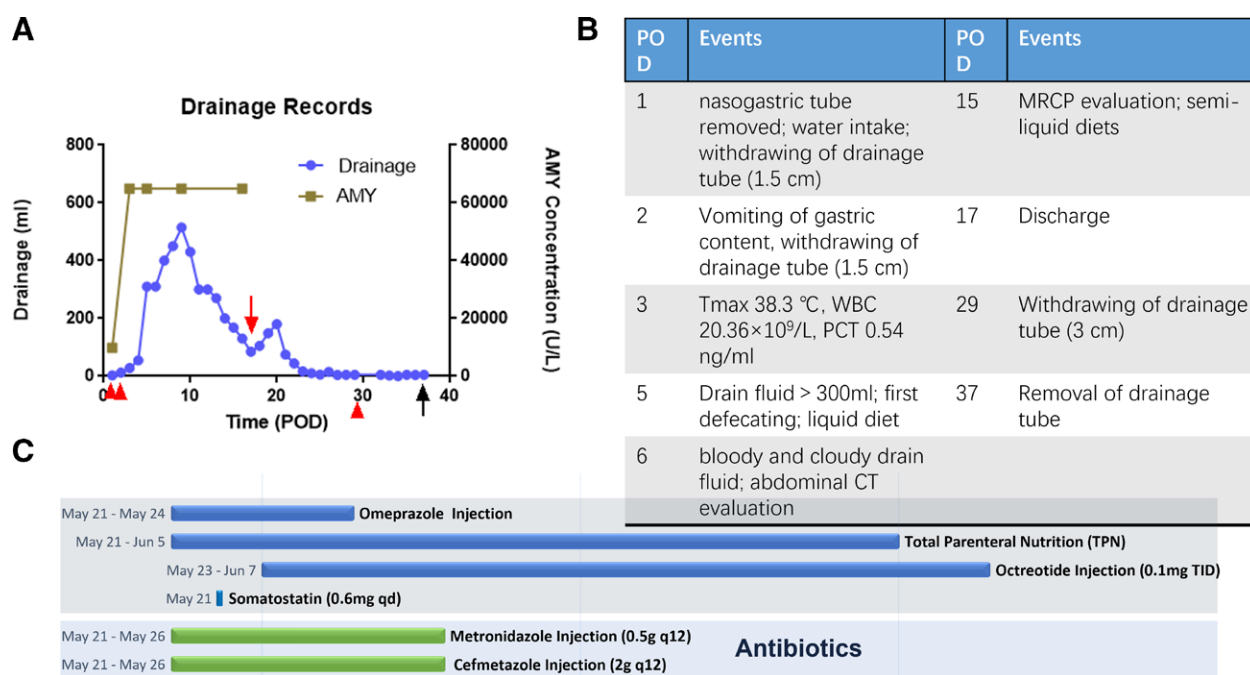 A
Drainage Records
800
600
400
200
0
Drainage (ml)
80000
60000
40000
20000
0
AMY Concentration (U/L)
Drainage
AMY
0
10
20
30
40
Time (POD)
B
PO
D
Events
PO
D
Events
1
nasogastric tube
removed; water intake;
withdrawing of drainage
tube (1.5 cm)
15
MRCP evaluation; semi-
liquid diets
2
Vomiting of gastric
content, withdrawing of
drainage tube (1.5 cm)
17
Discharge
3
Tmax 38.3 ℃, WBC
20.36×10⁹/L, PCT 0.54
ng/ml
29
Withdrawing of drainage
tube (3 cm)
5
Drain fluid > 300ml; first
defecating; liquid diet
37
Removal of drainage
tube
6
bloody and cloudy drain
fluid; abdominal CT
evaluation
C
May 21 - May 24 Omeprazole Injection
May 21 - Jun 5 Total Parenteral Nutrition (TPN)
May 23 - Jun 7 Octreotide Injection (0.1mg TID)
May 21 Somatostatin (0.6mg qd)
May 21 - May 26 Metronidazole Injection (0.5g q12)
May 21 - May 26 Cefmetazole Injection (2g q12)
Antibiotics